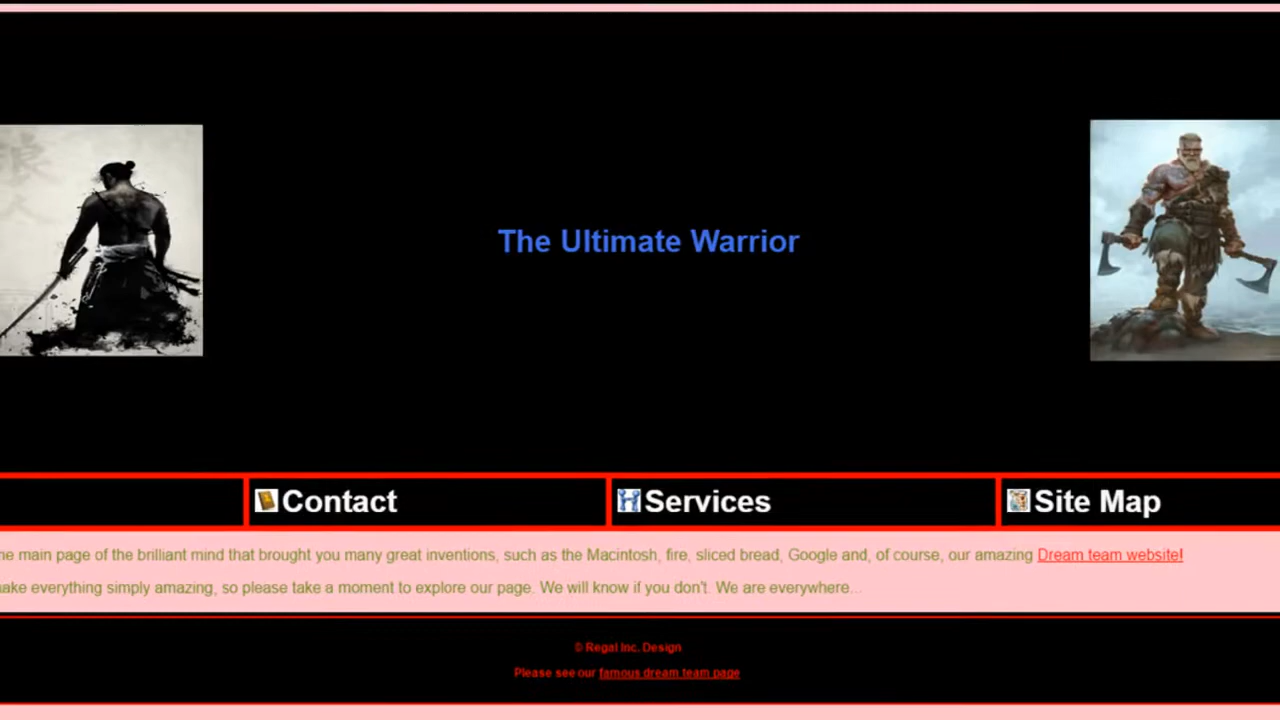 The Ultimate Warrior
Contact
Services
Site Map
main page of the brilliant mind that brought you many great inventions, such as the Macintosh, fire, sliced bread, Google and, of course, our amazing Dream team website!
everything simply amazing, so please take a moment to explore our page. We will know if you don't. We are everywhere...
© Regal Inc. Design
Please see our famous dream team page